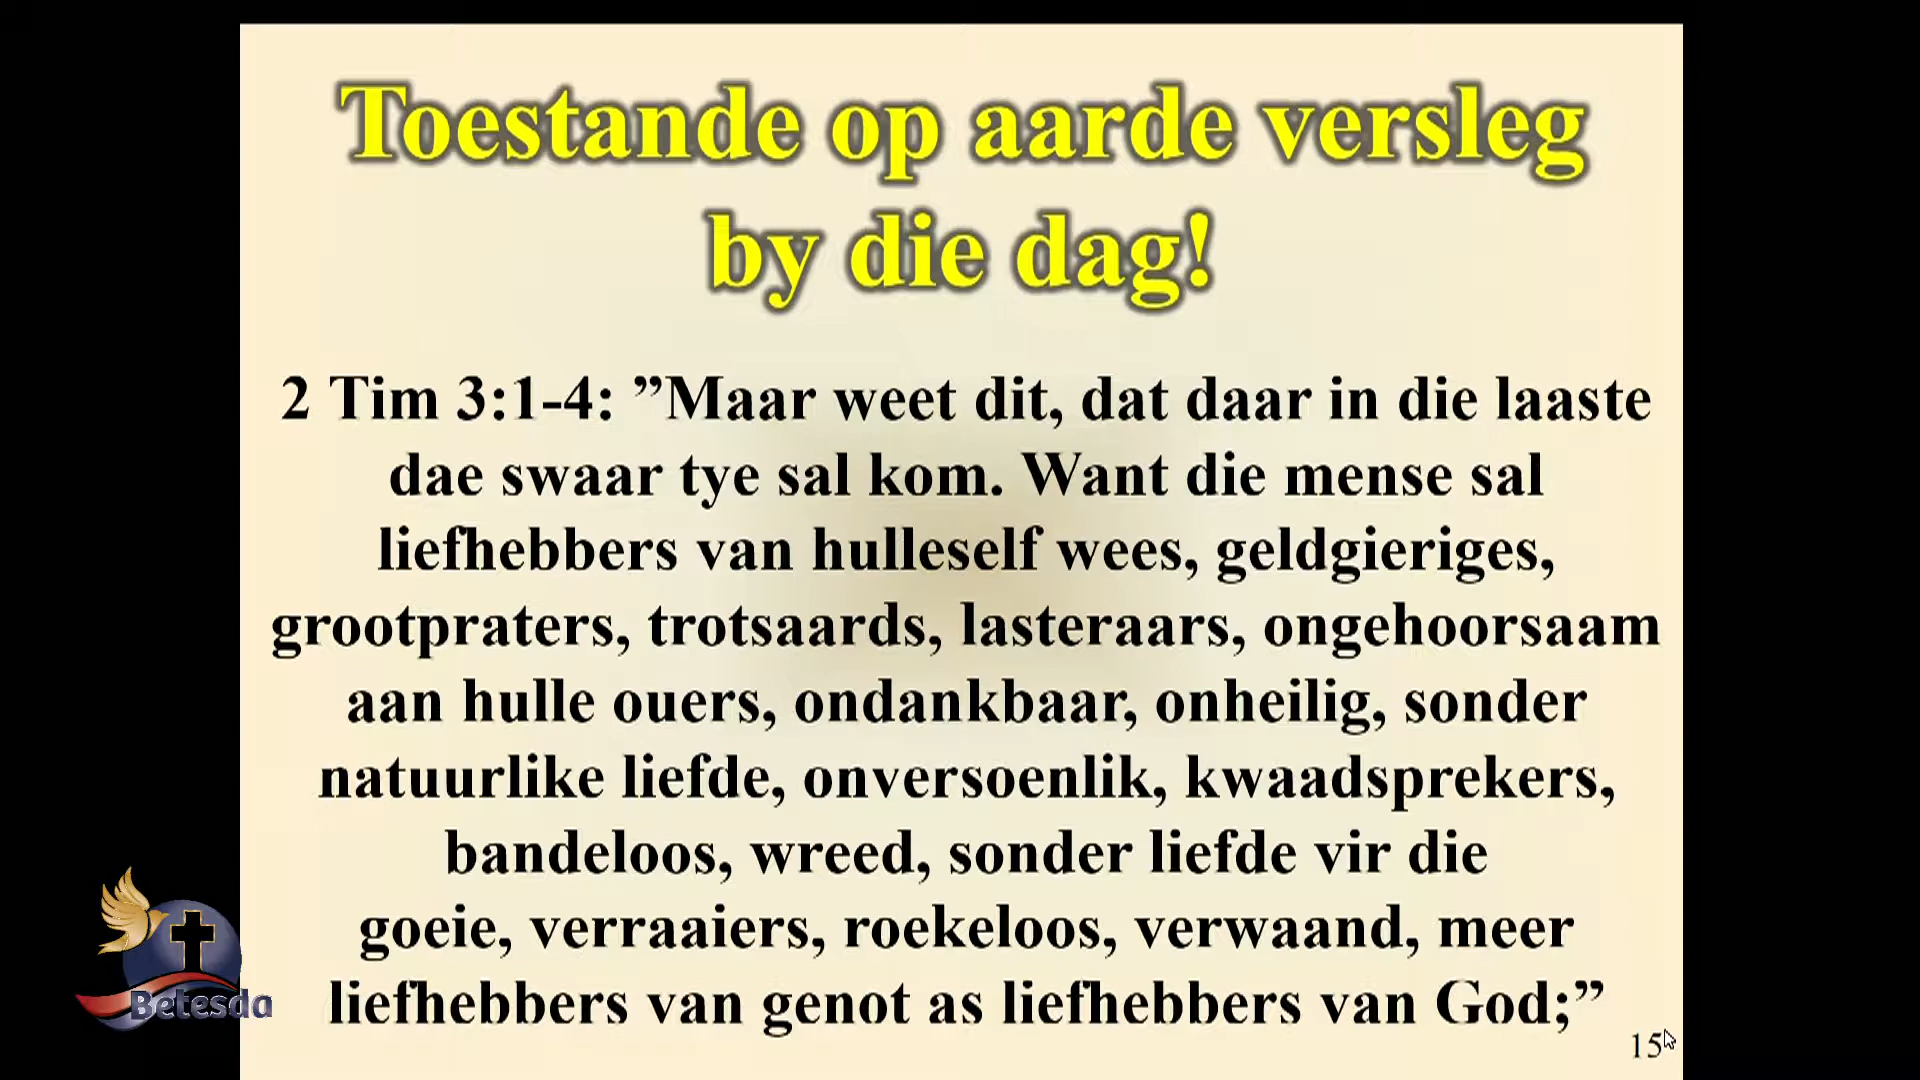 Toestande op aarde versleg
by die dag!
2 Tim 3:1-4: ”Maar weet dit, dat daar in die laaste
dae swaar tye sal kom. Want die mense sal
liefhebbers van hulleself wees, geldgieriges,
grootpraters, trotsaards, lasteraars, ongehoorsaam
aan hulle ouers, ondankbaar, onheilig, sonder
natuurlike liefde, onversoenlik, kwaadsprekers,
bandeloos, wreed, sonder liefde vir die
goeie, verraaiers, roekeloos, verwaand, meer
liefhebbers van genot as liefhebbers van God;”
Betesda
15